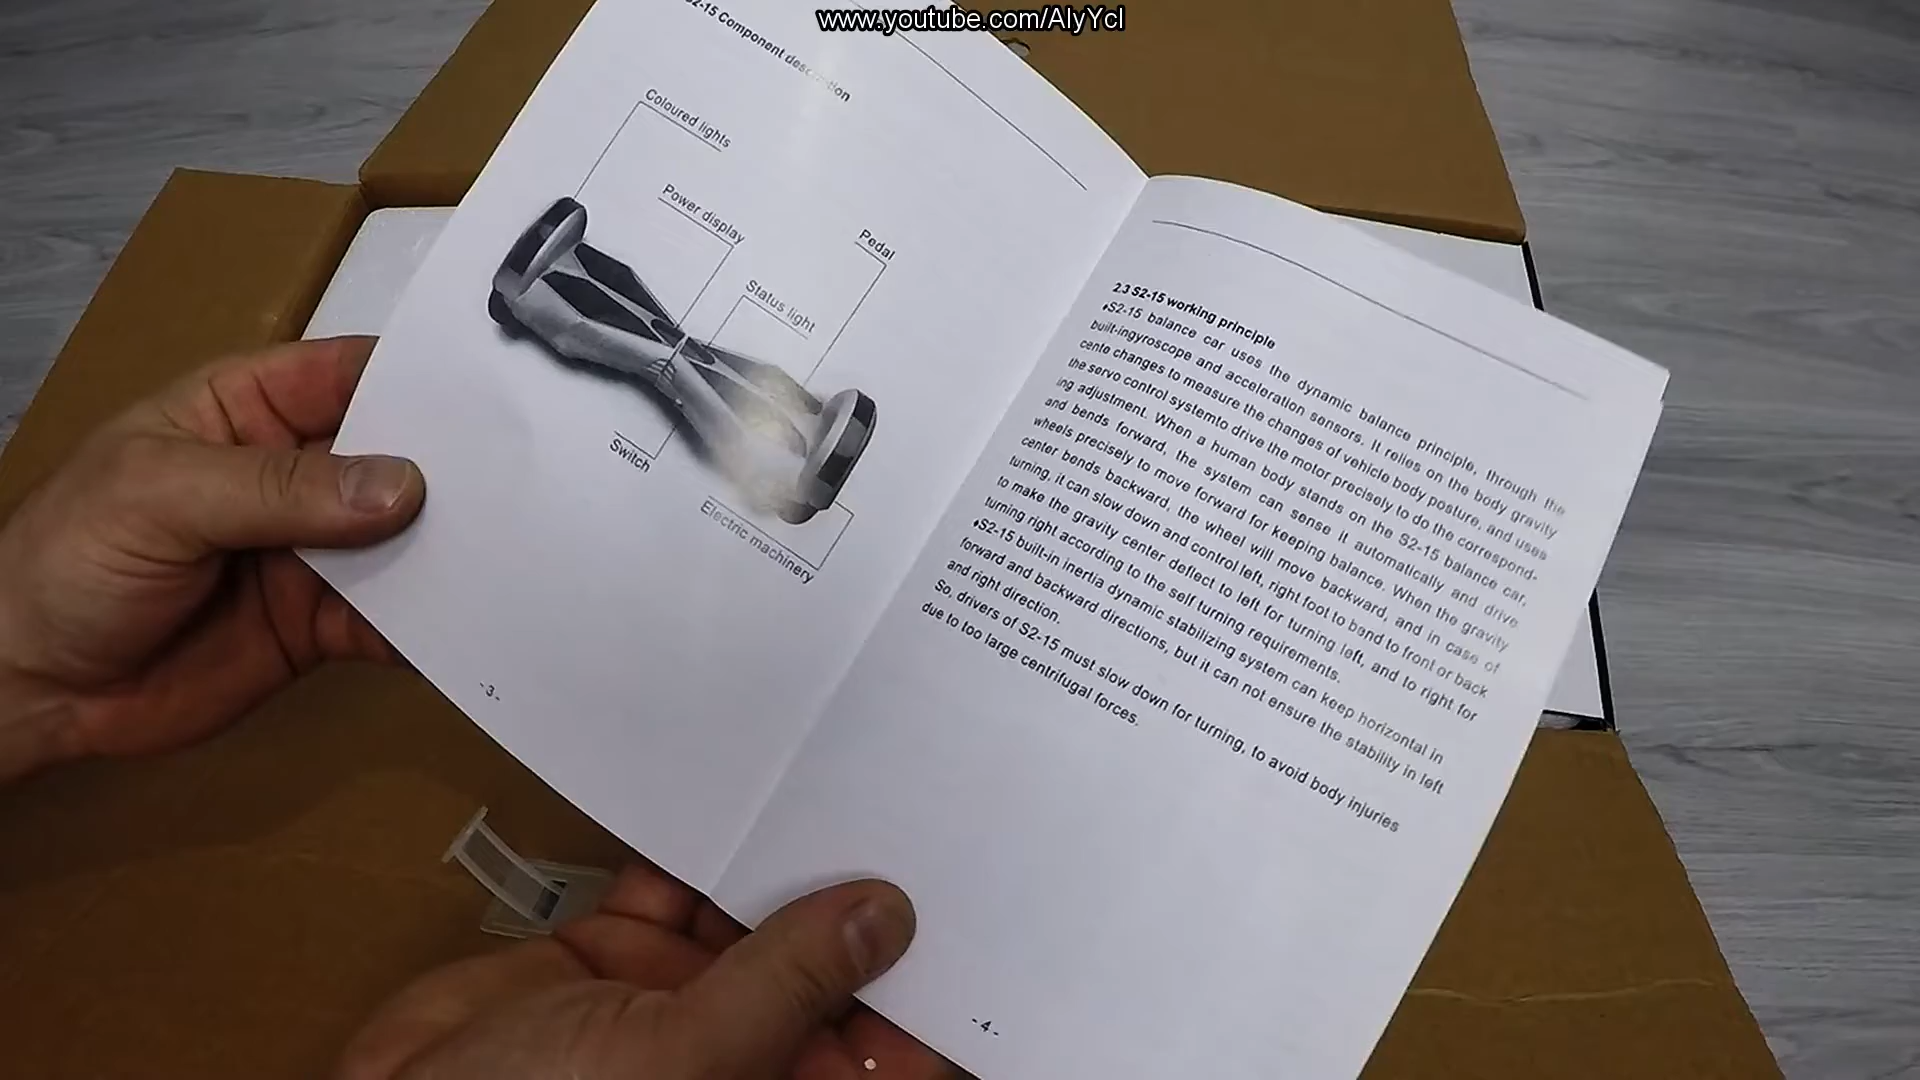 www.youtube.com/AlyYcl
S2-15 Component description
Coloured lights
Power display
Pedal
Status light
Switch
Electric machinery
-3-
2.3 S2-15 working principle
♦S2-15 balance car uses the dynamic balance principle, through the
built-ingyroscope and acceleration sensors. It relies on the body gravity
cente changes to measure the changes of vehicle body posture, and uses
the servo control systemto drive the motor precisely to do the correspond-
ing adjustment. When a human body stands on the S2-15 balance car,
and bends forward, the system can sense it automatically and drive
wheels precisely to move forward for keeping balance. When the gravity
center bends backward, the wheel will move backward, and in case of
turning, it can slow down and control left, right foot to bend to front or back
to make the gravity center deflect to left for turning left, and to right for
turning right according to the self turning requirements.
♦S2-15 built-in inertia dynamic stabilizing system can keep horizontal in
forward and backward directions, but it can not ensure the stability in left
and right direction.
So, drivers of S2-15 must slow down for turning, to avoid body injuries
due to too large centrifugal forces.
-4-